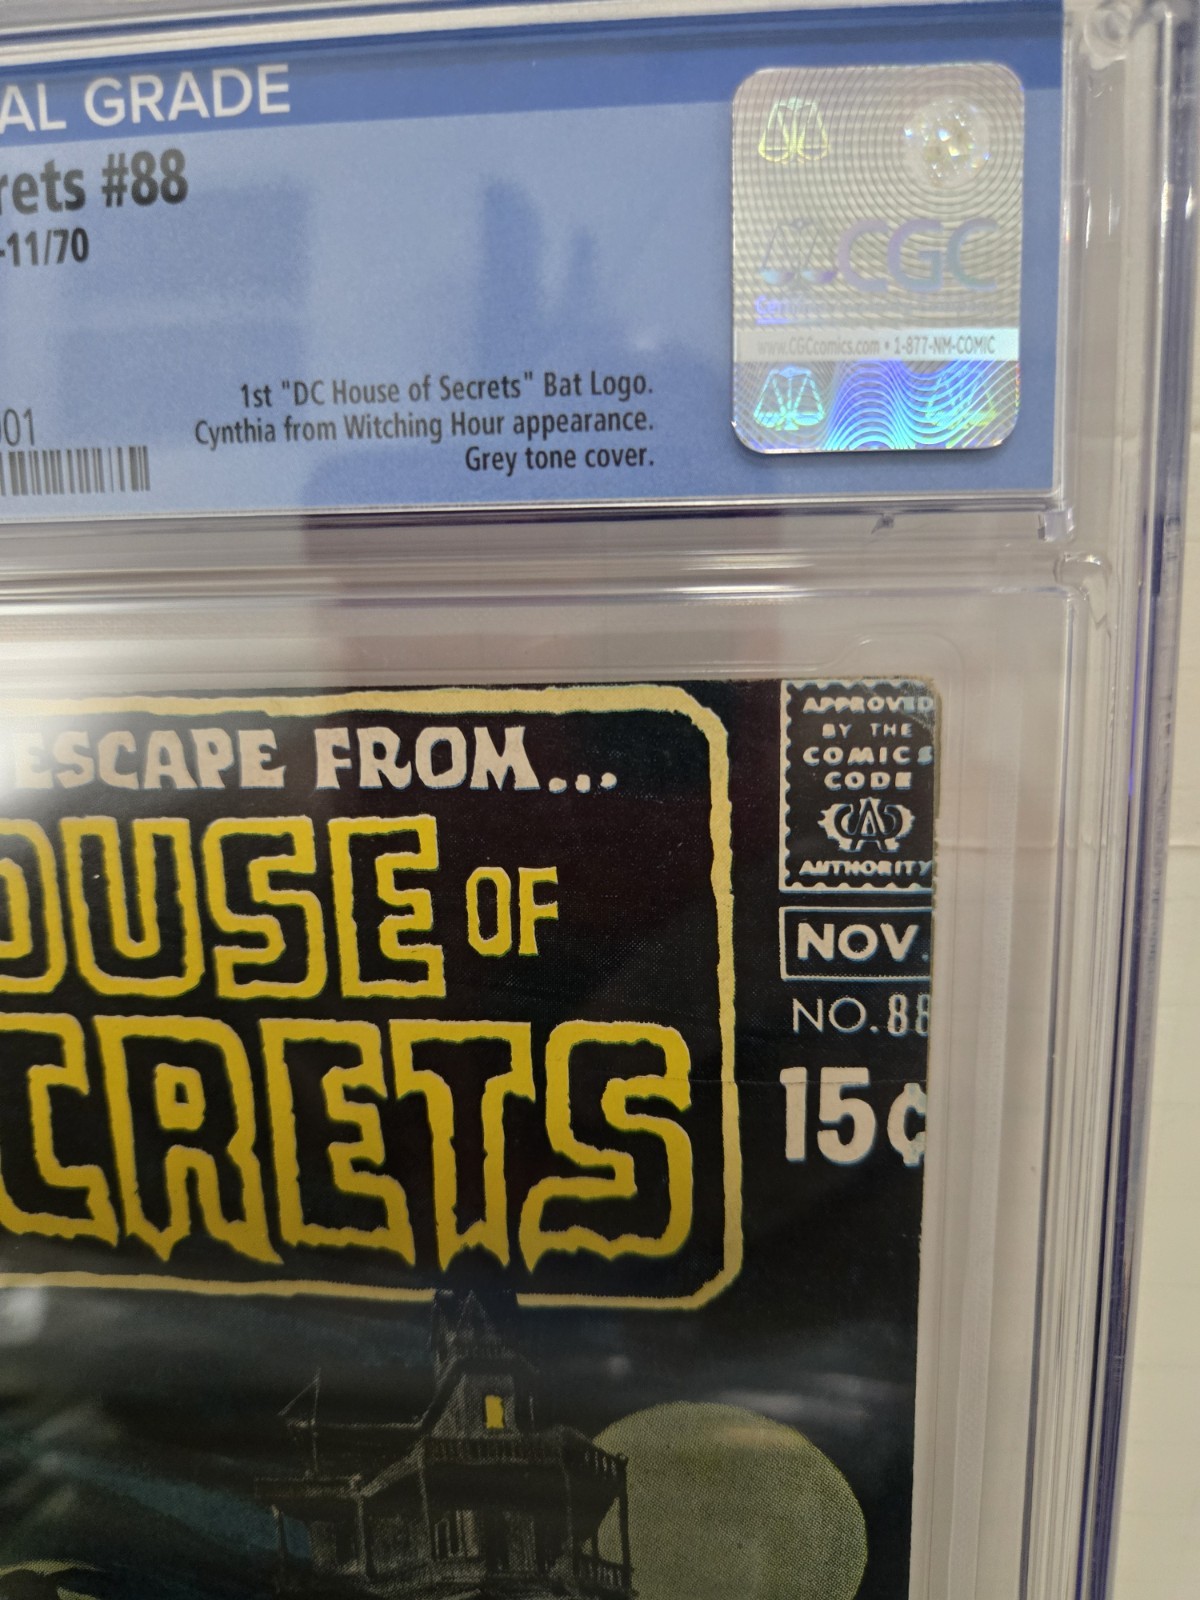 AL GRADE
rets #88
-11/70
001
1st "DC House of Secrets" Bat Logo.
Cynthia from Witching Hour appearance.
Grey tone cover.
CGC
www.CGCcomics.com • 1-877-NM-COMIC
ESCAPE FROM...
OUSE OF
CRETS
APPROVED
BY THE
COMICS
CODE
CA
AUTHORITY
NOV.
NO.88
15¢